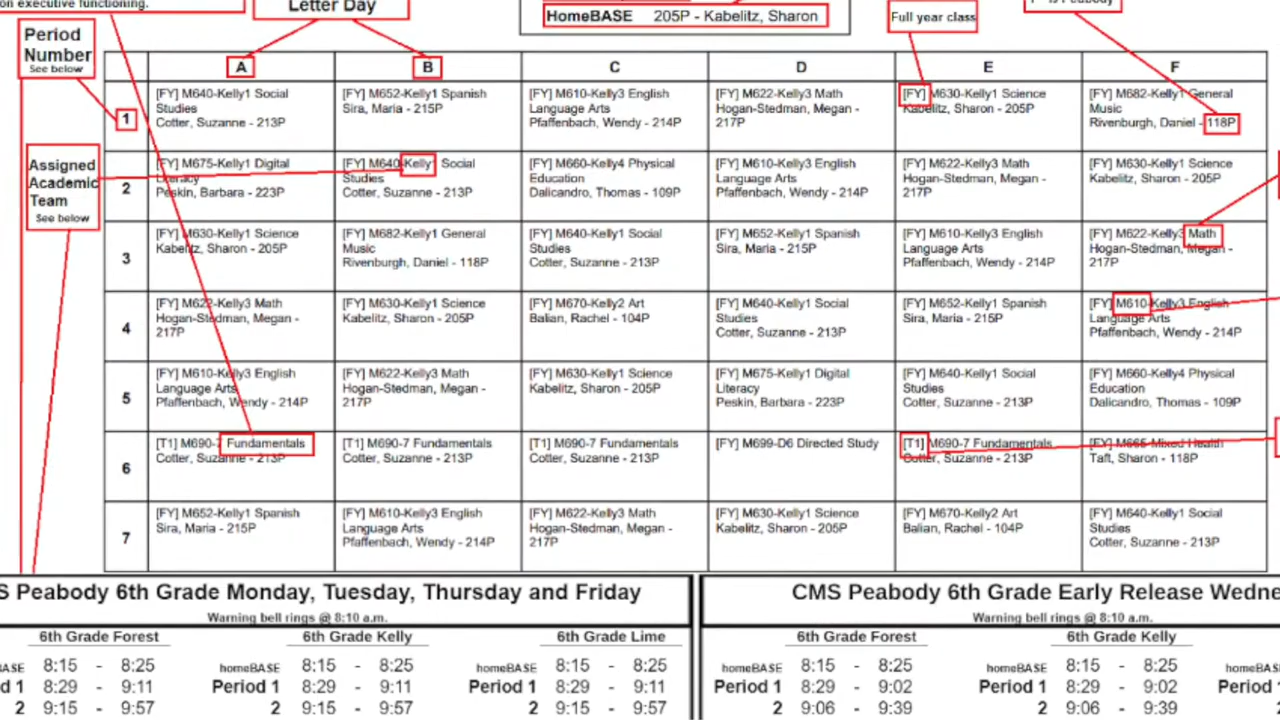 on executive functioning.
Letter Day
HomeBASE 205P - Kabelitz, Sharon
Full year class
Period
Number
See below
A B C D E F
1
[FY] M640-Kelly1 Social
Studies
Cotter, Suzanne - 213P
[FY] M652-Kelly1 Spanish
Sira, Maria - 215P
[FY] M610-Kelly3 English
Language Arts
Pfaffenbach, Wendy - 214P
[FY] M622-Kelly3 Math
Hogan-Stedman, Megan -
217P
[FY] M630-Kelly1 Science
Kabelitz, Sharon - 205P
[FY] M682-Kelly1 General
Music
Rivenburgh, Daniel - 118P
Assigned
Academic
Team
See below
2
[FY] M675-Kelly1 Digital
Literacy
Peskin, Barbara - 223P
[FY] M640-Kelly1 Social
Studies
Cotter, Suzanne - 213P
[FY] M660-Kelly4 Physical
Education
Dalicandro, Thomas - 109P
[FY] M610-Kelly3 English
Language Arts
Pfaffenbach, Wendy - 214P
[FY] M622-Kelly3 Math
Hogan-Stedman, Megan -
217P
[FY] M630-Kelly1 Science
Kabelitz, Sharon - 205P
3
[FY] M630-Kelly1 Science
Kabelitz, Sharon - 205P
[FY] M682-Kelly1 General
Music
Rivenburgh, Daniel - 118P
[FY] M640-Kelly1 Social
Studies
Cotter, Suzanne - 213P
[FY] M652-Kelly1 Spanish
Sira, Maria - 215P
[FY] M610-Kelly3 English
Language Arts
Pfaffenbach, Wendy - 214P
[FY] M622-Kelly3 Math
Hogan-Stedman, Megan -
217P
4
[FY] M622-Kelly3 Math
Hogan-Stedman, Megan -
217P
[FY] M630-Kelly1 Science
Kabelitz, Sharon - 205P
[FY] M670-Kelly2 Art
Balian, Rachel - 104P
[FY] M640-Kelly1 Social
Studies
Cotter, Suzanne - 213P
[FY] M652-Kelly1 Spanish
Sira, Maria - 215P
[FY] M610-Kelly3 English
Language Arts
Pfaffenbach, Wendy - 214P
5
[FY] M610-Kelly3 English
Language Arts
Pfaffenbach, Wendy - 214P
[FY] M622-Kelly3 Math
Hogan-Stedman, Megan -
217P
[FY] M630-Kelly1 Science
Kabelitz, Sharon - 205P
[FY] M675-Kelly1 Digital
Literacy
Peskin, Barbara - 223P
[FY] M640-Kelly1 Social
Studies
Cotter, Suzanne - 213P
[FY] M660-Kelly4 Physical
Education
Dalicandro, Thomas - 109P
6
[T1] M690-7 Fundamentals
Cotter, Suzanne - 213P
[T1] M690-7 Fundamentals
Cotter, Suzanne - 213P
[T1] M690-7 Fundamentals
Cotter, Suzanne - 213P
[FY] M699-D6 Directed Study
[T1] M690-7 Fundamentals
Cotter, Suzanne - 213P
[FY] M665-Mixed Health
Taft, Sharon - 118P
7
[FY] M652-Kelly1 Spanish
Sira, Maria - 215P
[FY] M610-Kelly3 English
Language Arts
Pfaffenbach, Wendy - 214P
[FY] M622-Kelly3 Math
Hogan-Stedman, Megan -
217P
[FY] M630-Kelly1 Science
Kabelitz, Sharon - 205P
[FY] M670-Kelly2 Art
Balian, Rachel - 104P
[FY] M640-Kelly1 Social
Studies
Cotter, Suzanne - 213P
S Peabody 6th Grade Monday, Tuesday, Thursday and Friday
Warning bell rings @ 8:10 a.m.
6th Grade Forest 6th Grade Kelly 6th Grade Lime
BASE 8:15 - 8:25 homeBASE 8:15 - 8:25 homeBASE 8:15 - 8:25
d 1 8:29 - 9:11 Period 1 8:29 - 9:11 Period 1 8:29 - 9:11
2 9:15 - 9:57 2 9:15 - 9:57 2 9:15 - 9:57
CMS Peabody 6th Grade Early Release Wedne
Warning bell rings @ 8:10 a.m.
6th Grade Forest 6th Grade Kelly
homeBASE 8:15 - 8:25 homeBASE 8:15 - 8:25 homeBASE
Period 1 8:29 - 9:02 Period 1 8:29 - 9:02 Period
2 9:06 - 9:39 2 9:06 - 9:39